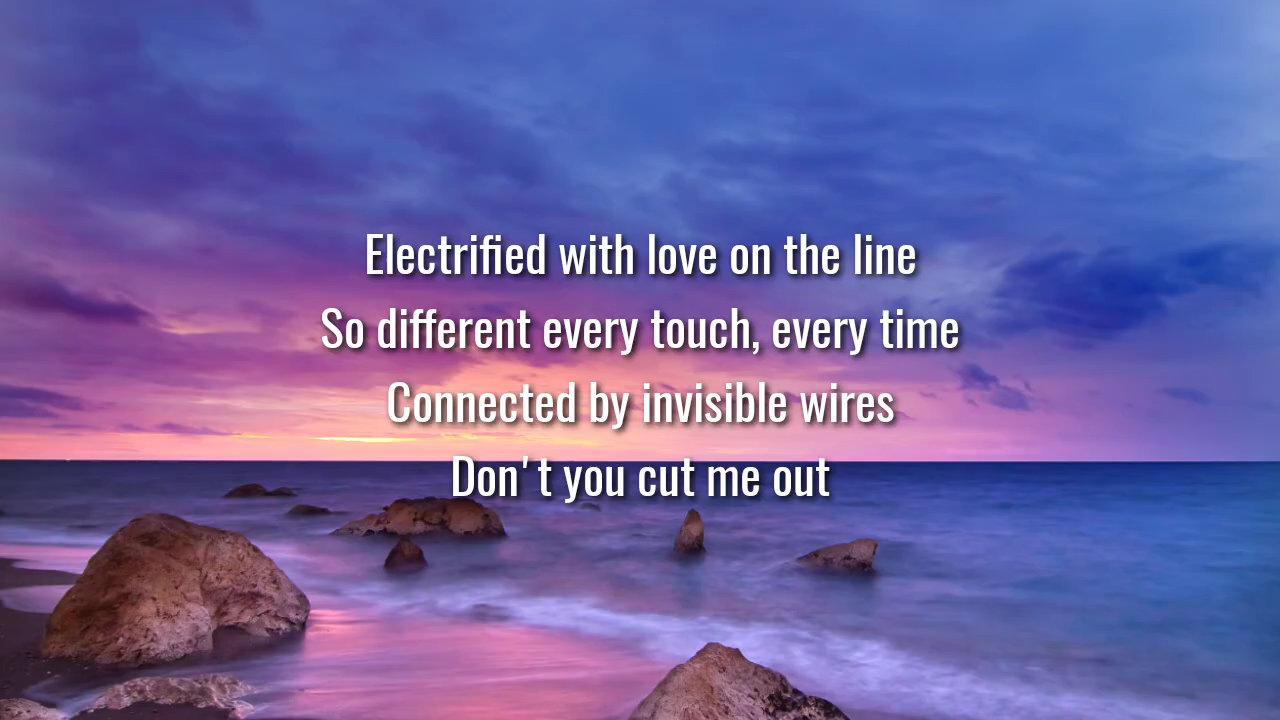 Electrified with love on the line
So different every touch, every time
Connected by invisible wires
Don't you cut me out